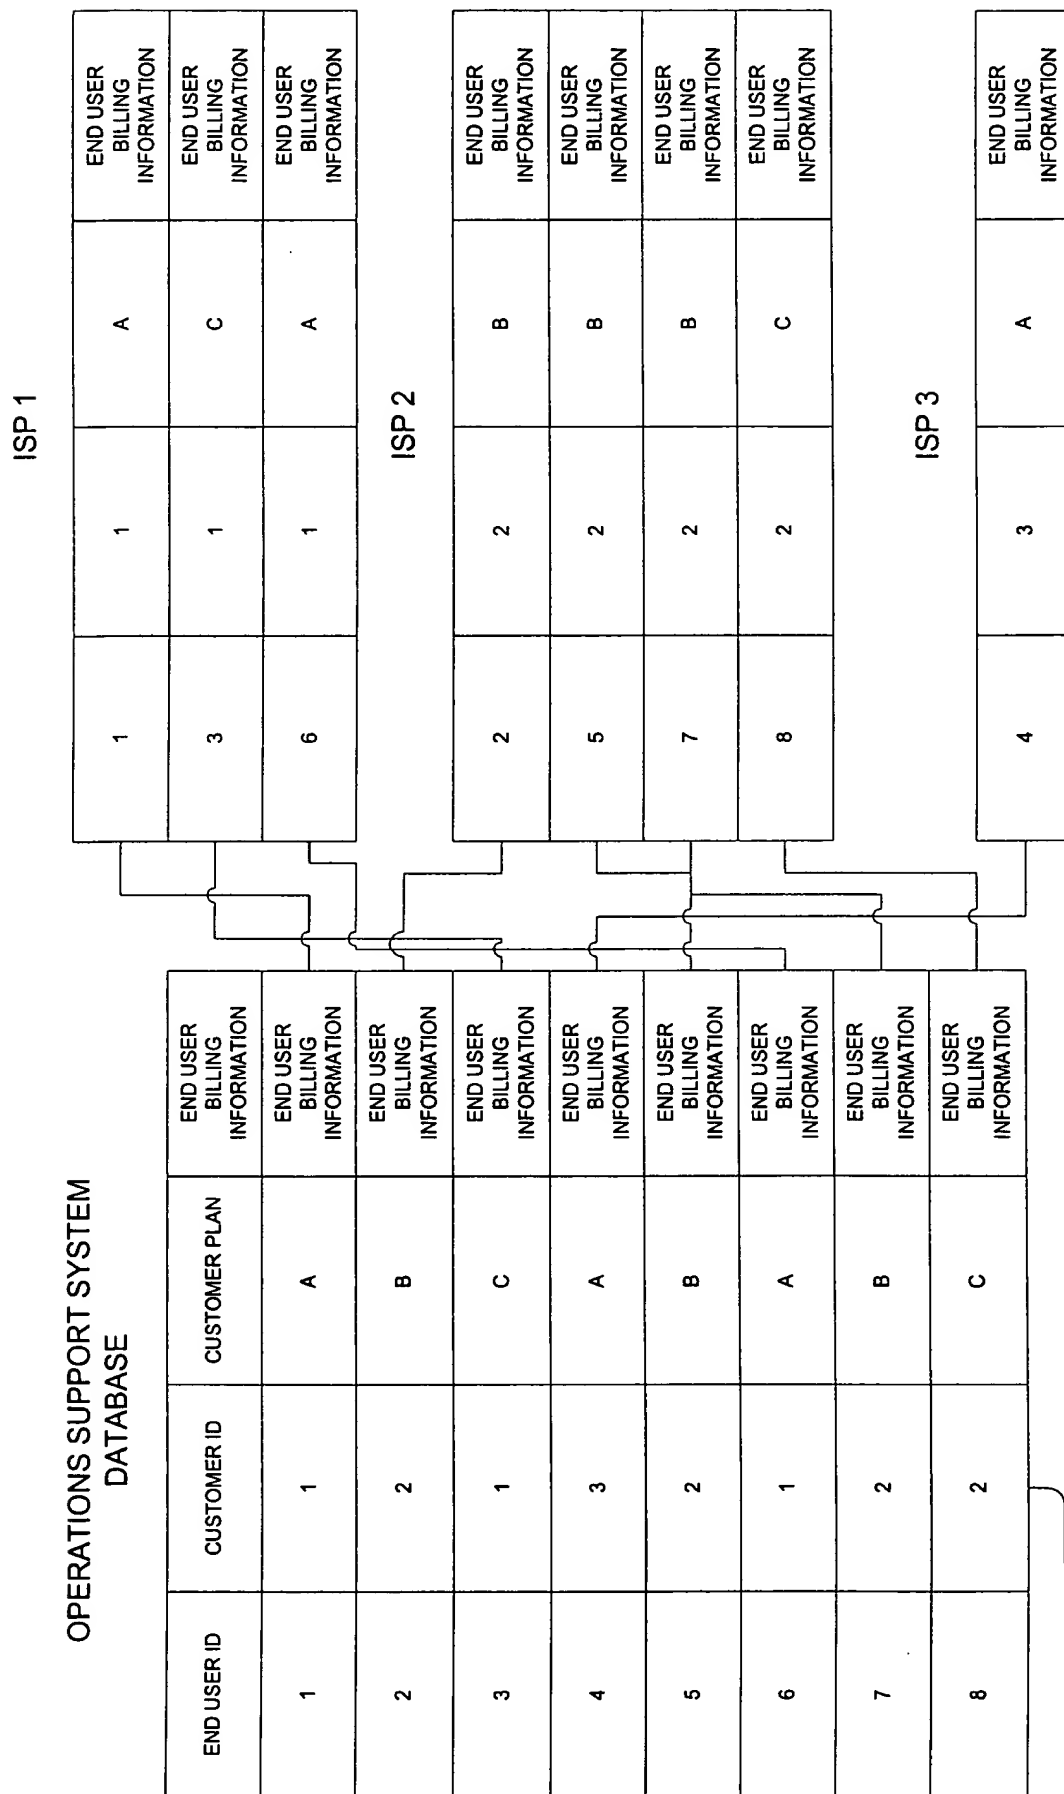 OPERATIONS SUPPORT SYSTEM
DATABASE
END USER ID
CUSTOMER ID
CUSTOMER PLAN
END USER
BILLING
INFORMATION
1
1
A
END USER
BILLING
INFORMATION
2
2
B
END USER
BILLING
INFORMATION
3
1
C
END USER
BILLING
INFORMATION
4
3
A
END USER
BILLING
INFORMATION
5
2
B
END USER
BILLING
INFORMATION
6
1
A
END USER
BILLING
INFORMATION
7
2
B
END USER
BILLING
INFORMATION
8
2
C
END USER
BILLING
INFORMATION
ISP 1
1
1
A
END USER
BILLING
INFORMATION
3
1
C
END USER
BILLING
INFORMATION
6
1
A
END USER
BILLING
INFORMATION
ISP 2
2
2
B
END USER
BILLING
INFORMATION
5
2
B
END USER
BILLING
INFORMATION
7
2
B
END USER
BILLING
INFORMATION
8
2
C
END USER
BILLING
INFORMATION
ISP 3
4
3
A
END USER
BILLING
INFORMATION